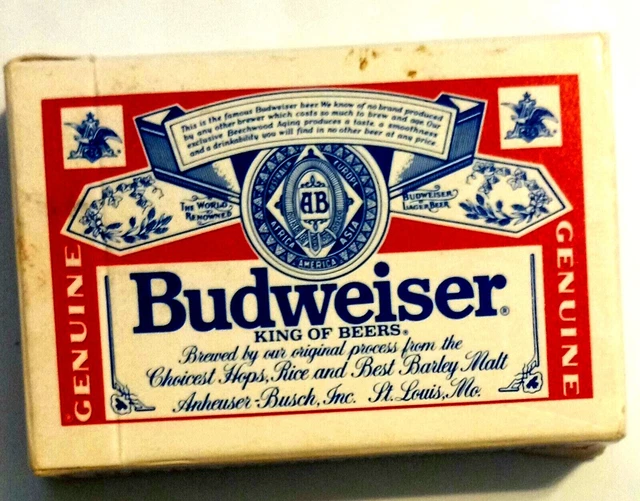 This is the famous Budweiser beer We know of no brand produced
by any other brewer which costs so much to brew and age Our
exclusive Beechwood Aging produces a taste a smoothness
and a drinkability you will find in no other beer at any price
THE WORLD
RENOWNED
BUDWEISER
LAGER BEER
AUSTRALIA
EUROPE
AFRICA
ASIA
AMERICA
AB
GENUINE
GENUINE
Budweiser®
KING OF BEERS®
Brewed by our original process from the
Choicest Hops, Rice and Best Barley Malt
Anheuser-Busch, Inc. St. Louis, Mo.